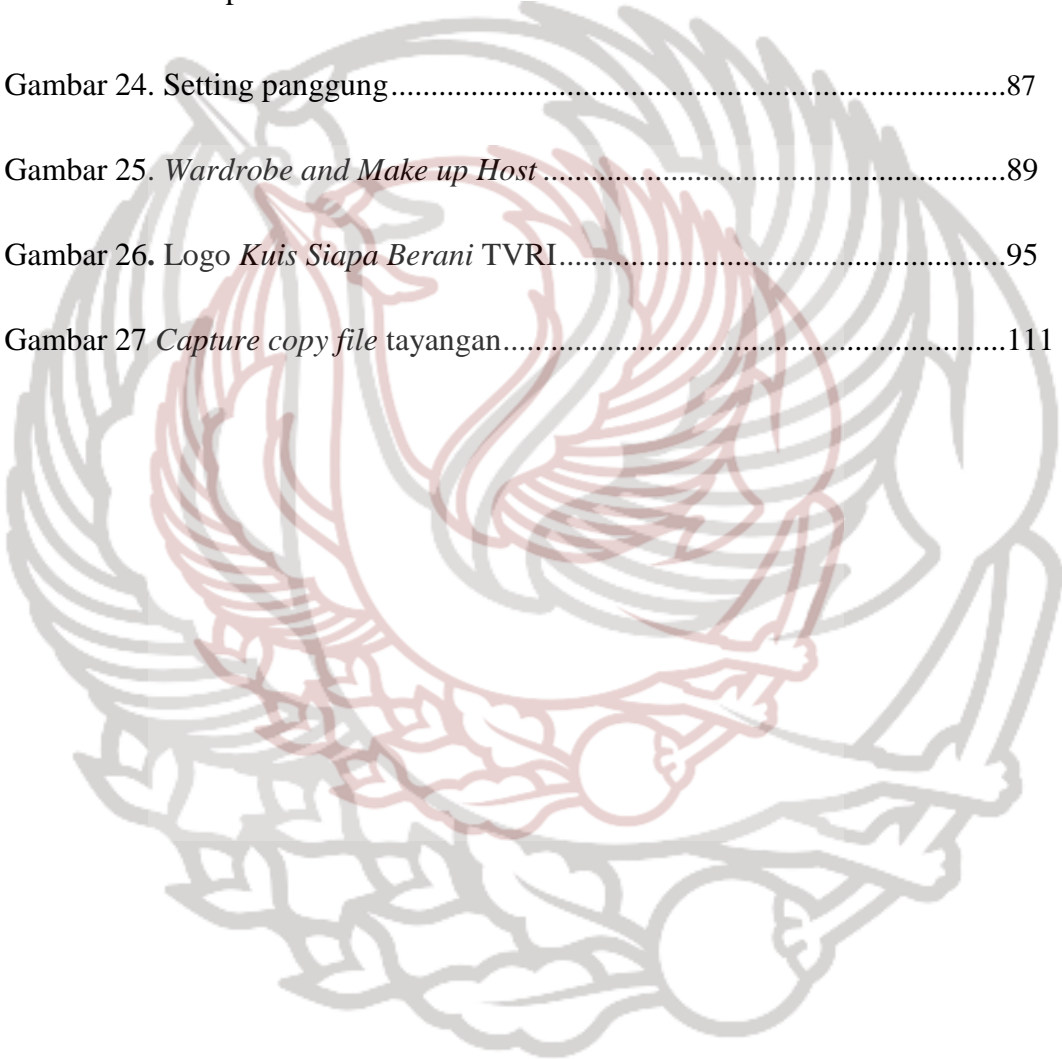 Gambar 24. Setting panggung...............................................................................87
Gambar 25. Wardrobe and Make up Host...........................................................89
Gambar 26. Logo Kuis Siapa Berani TVRI.........................................................95
Gambar 27 Capture copy file tayangan................................................................111